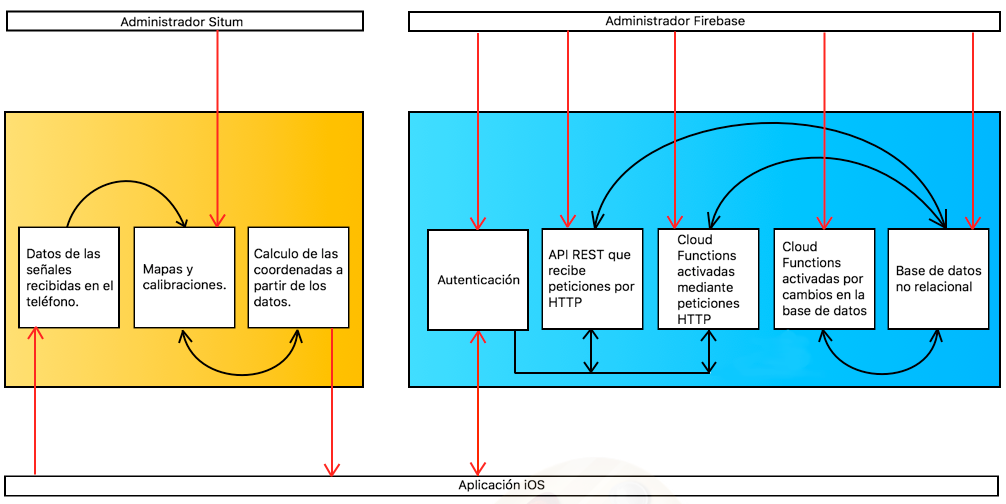 Administrador Situm
Administrador Firebase
Datos de las
señales
recibidas en el
teléfono.
Mapas y
calibraciones.
Calculo de las
coordenadas a
partir de los
datos.
Autenticación
API REST que
recibe
peticiones por
HTTP
Cloud
Functions
activadas
mediante
peticiones
HTTP
Cloud
Functions
activadas por
cambios en la
base de datos
Base de datos
no relacional
Aplicación iOS